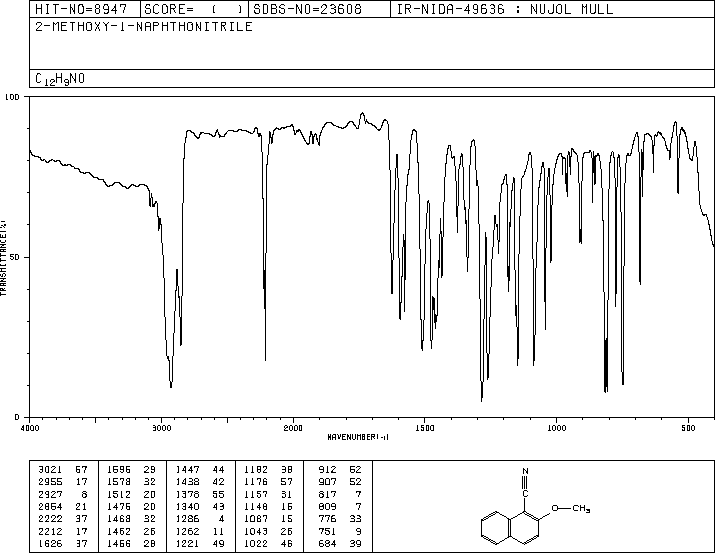 HIT-NO=8947 SCORE= ( ) SDBS-NO=23608 IR-NIDA-49636 : NUJOL MULL
2-METHOXY-1-NAPHTHONITRILE
C12H9NO
100
50
0
TRANSMITTANCE(%)
4000 3000 2000 1500 1000 500
WAVENUMBER(-1)
3021 67 1596 29 1447 44 1182 38 912 52
2955 17 1578 32 1438 42 1176 57 907 52
2927 8 1512 20 1378 55 1157 31 817 7
2854 21 1476 20 1340 43 1148 16 809 7
2222 37 1468 32 1286 4 1087 15 776 33
2212 17 1462 26 1262 11 1043 26 751 9
1626 37 1456 28 1221 49 1022 46 684 39
N
C
O CH3